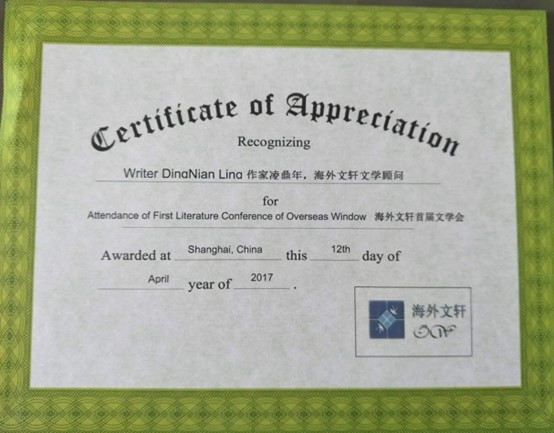 Certificate of Appreciation
Recognizing
Writer DingNian Ling 作家凌鼎年，海外文轩文学顾问
for
Attendance of First Literature Conference of Overseas Window 海外文轩首届文学会
Awarded at Shanghai, China this 12th day of
April year of 2017 .
海外文轩
OW